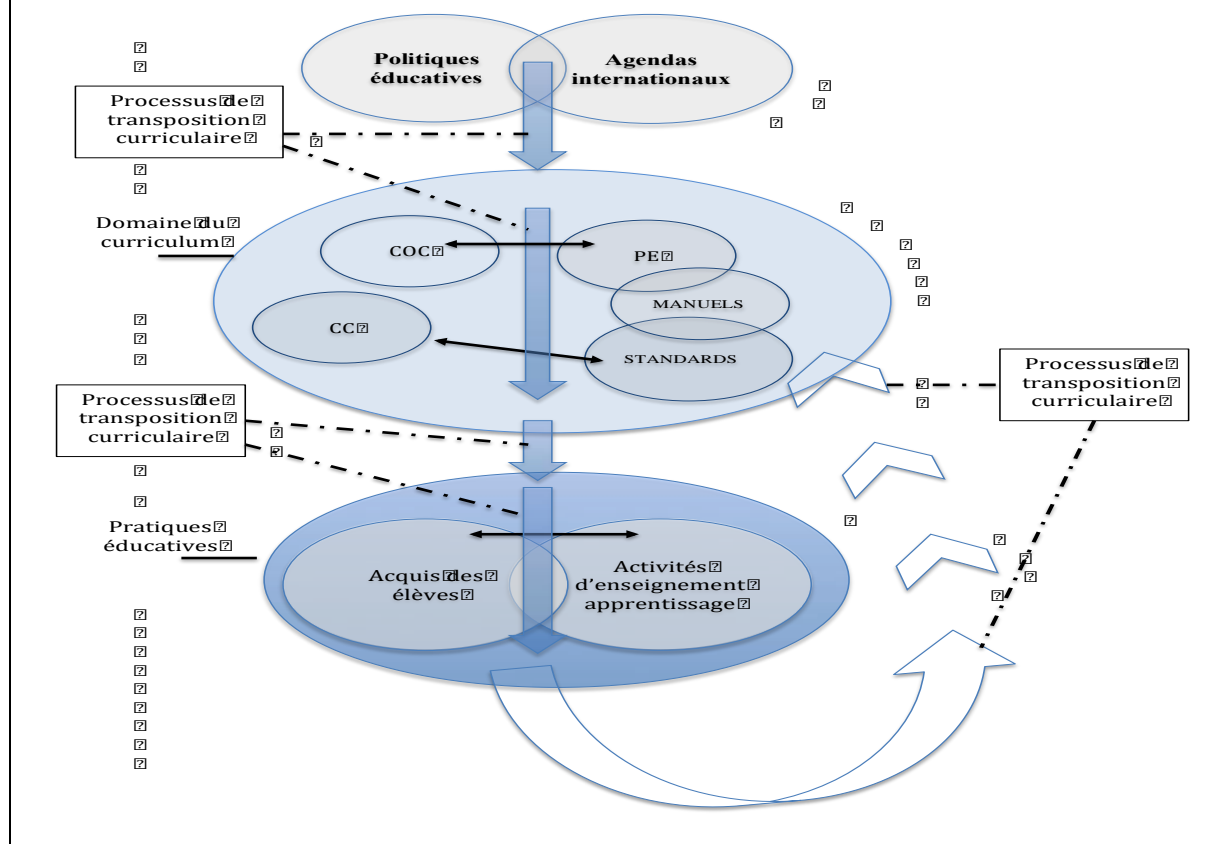 Politiques
éducatives
Agendas
internationaux
Processus de
transposition
curriculaire
Domaine du
curriculum
COC
PE
MANUELS
CC
STANDARDS
Processus de
transposition
curriculaire
Processus de
transposition
curriculaire
Pratiques
éducatives
Acquis des
élèves
Activités
d’enseignement
apprentissage